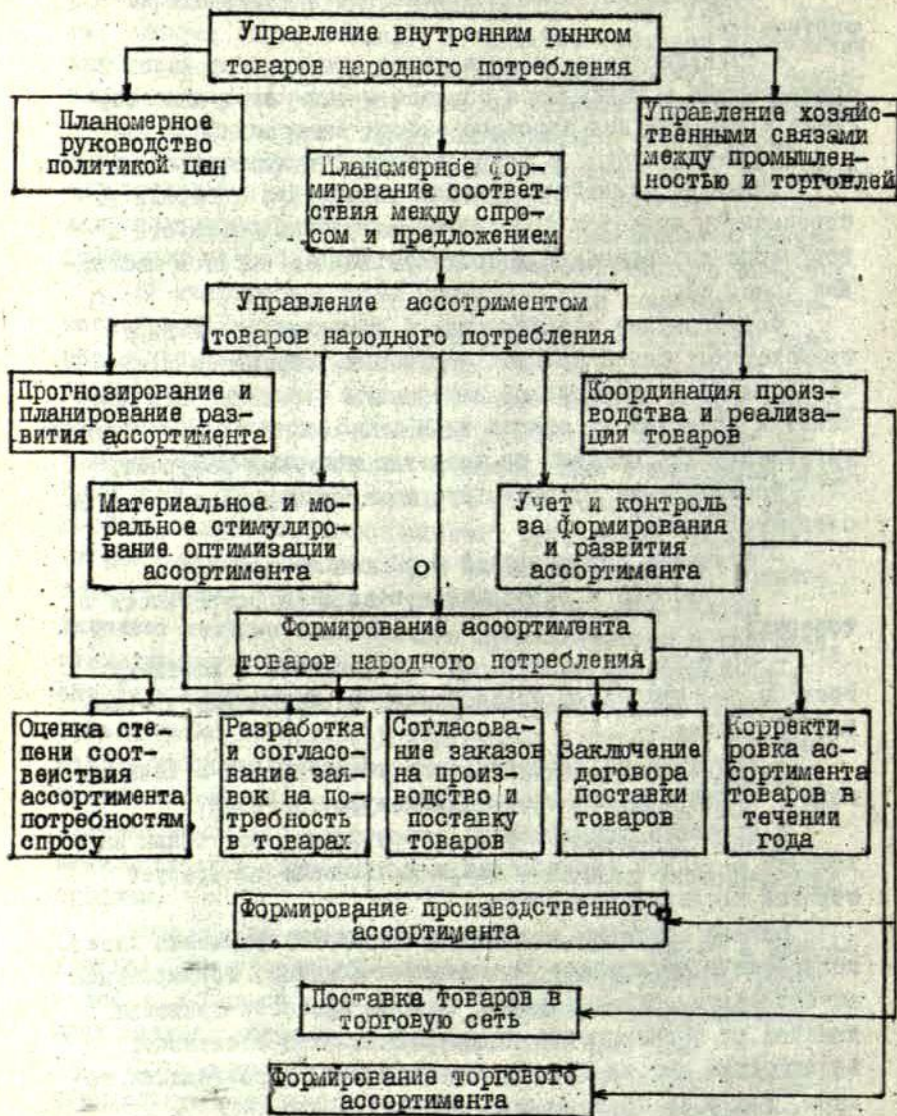 Управление внутренним рынком
товаров народного потребления
Планомерное
руководство
политикой цен
Планомерное фор-
мирование соответ-
ствия между спро-
сом и предложением
Управление хозяйс-
твенными связами
между промышлен-
ностью и торговлей
Управление ассотриментом
товаров народного потребления
Прогнозирование и
планирование раз-
вития ассортимента
Координация произ-
водства и реализа-
ции товаров
Материальное и мо-
ральное стимулиро-
вание оптимизации
ассортимента
Учет и контроль
за формирования
и развития
ассортимента
Формирование ассортимента
товаров народного потребления
Оценка сте-
пени соот-
вействия
ассортимента
потребностям
спросу
Разработка
и согласо-
вание зая-
вок на по-
требность
в товарах
Согласова-
ние заказов
на произ-
водство и
поставку
товаров
Заключение
договора
поставки
товаров
Корректи-
ровка ас-
сортимента
товаров в
течении
года
Формирование производственного
ассортимента
Поставка товаров в
торговую сеть
Формирование торгового
ассортимента